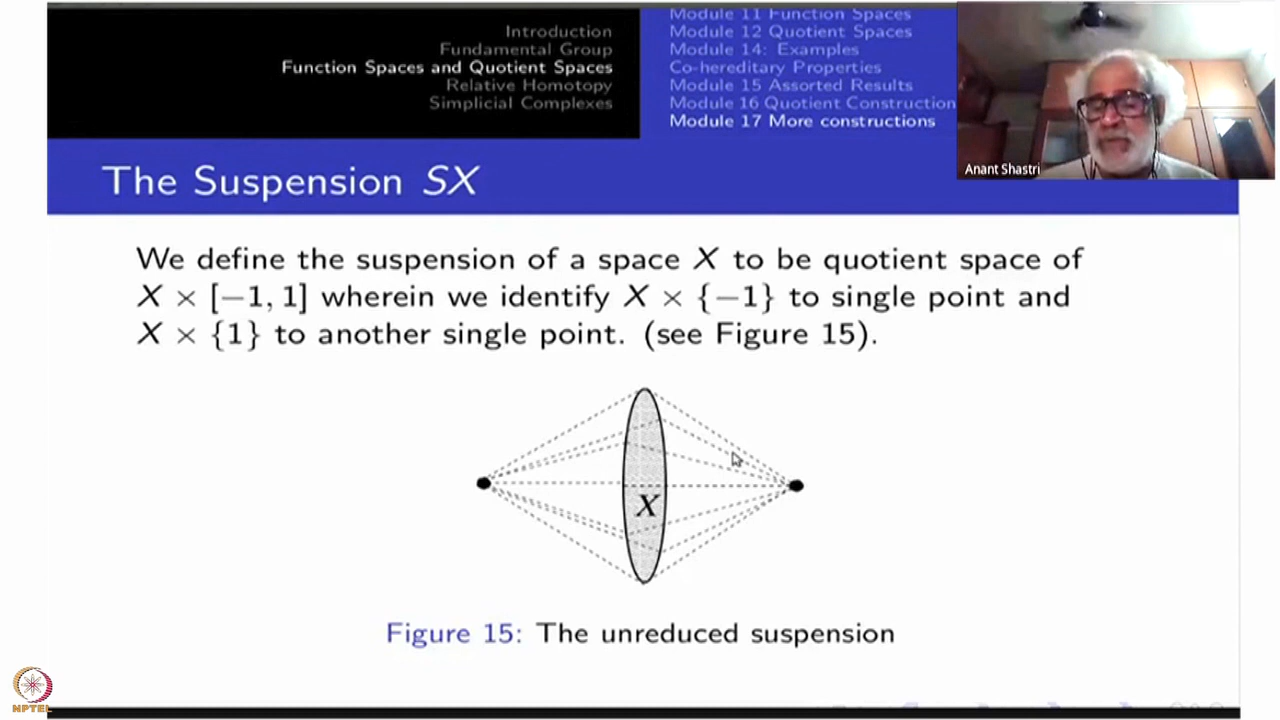 Introduction
Fundamental Group
Function Spaces and Quotient Spaces
Relative Homotopy
Simplicial Complexes
Module 11 Function Spaces
Module 12 Quotient Spaces
Module 14: Examples
Co-hereditary Properties
Module 15 Assorted Results
Module 16 Quotient Construction
Module 17 More constructions
Anant Shastri
The Suspension SX
We define the suspension of a space X to be quotient space of
X × [−1, 1] wherein we identify X × {−1} to single point and
X × {1} to another single point. (see Figure 15).
X
Figure 15: The unreduced suspension
NPTEL